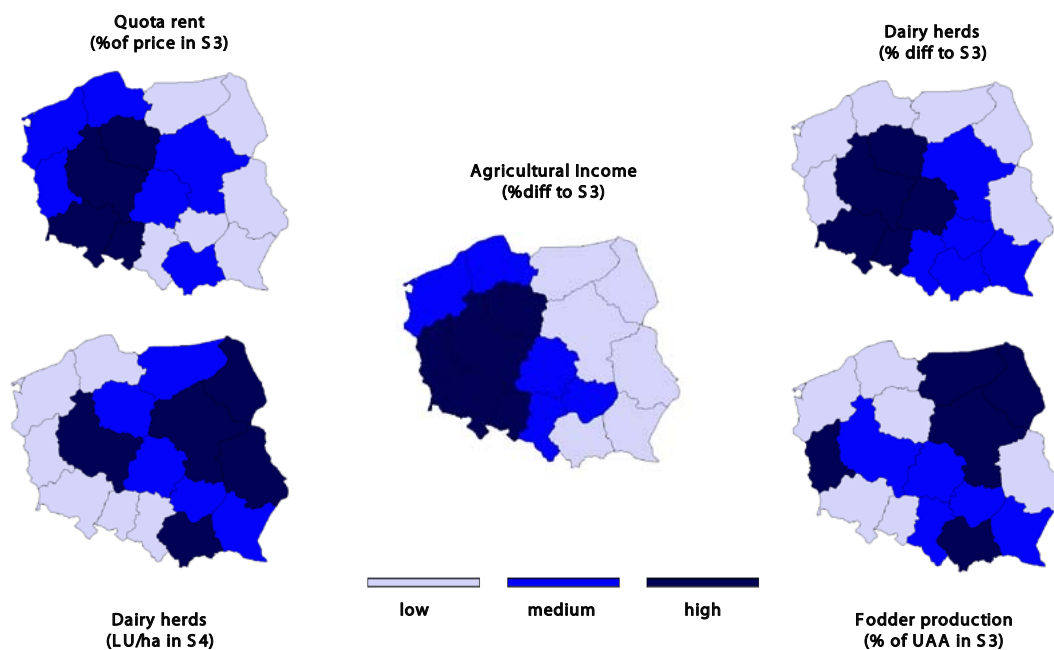 Quota rent
(%of price in S3)
Dairy herds
(% diff to S3)
Agricultural Income
(%diff to S3)
low
medium
high
Dairy herds
(LU/ha in S4)
Fodder production
(% of UAA in S3)